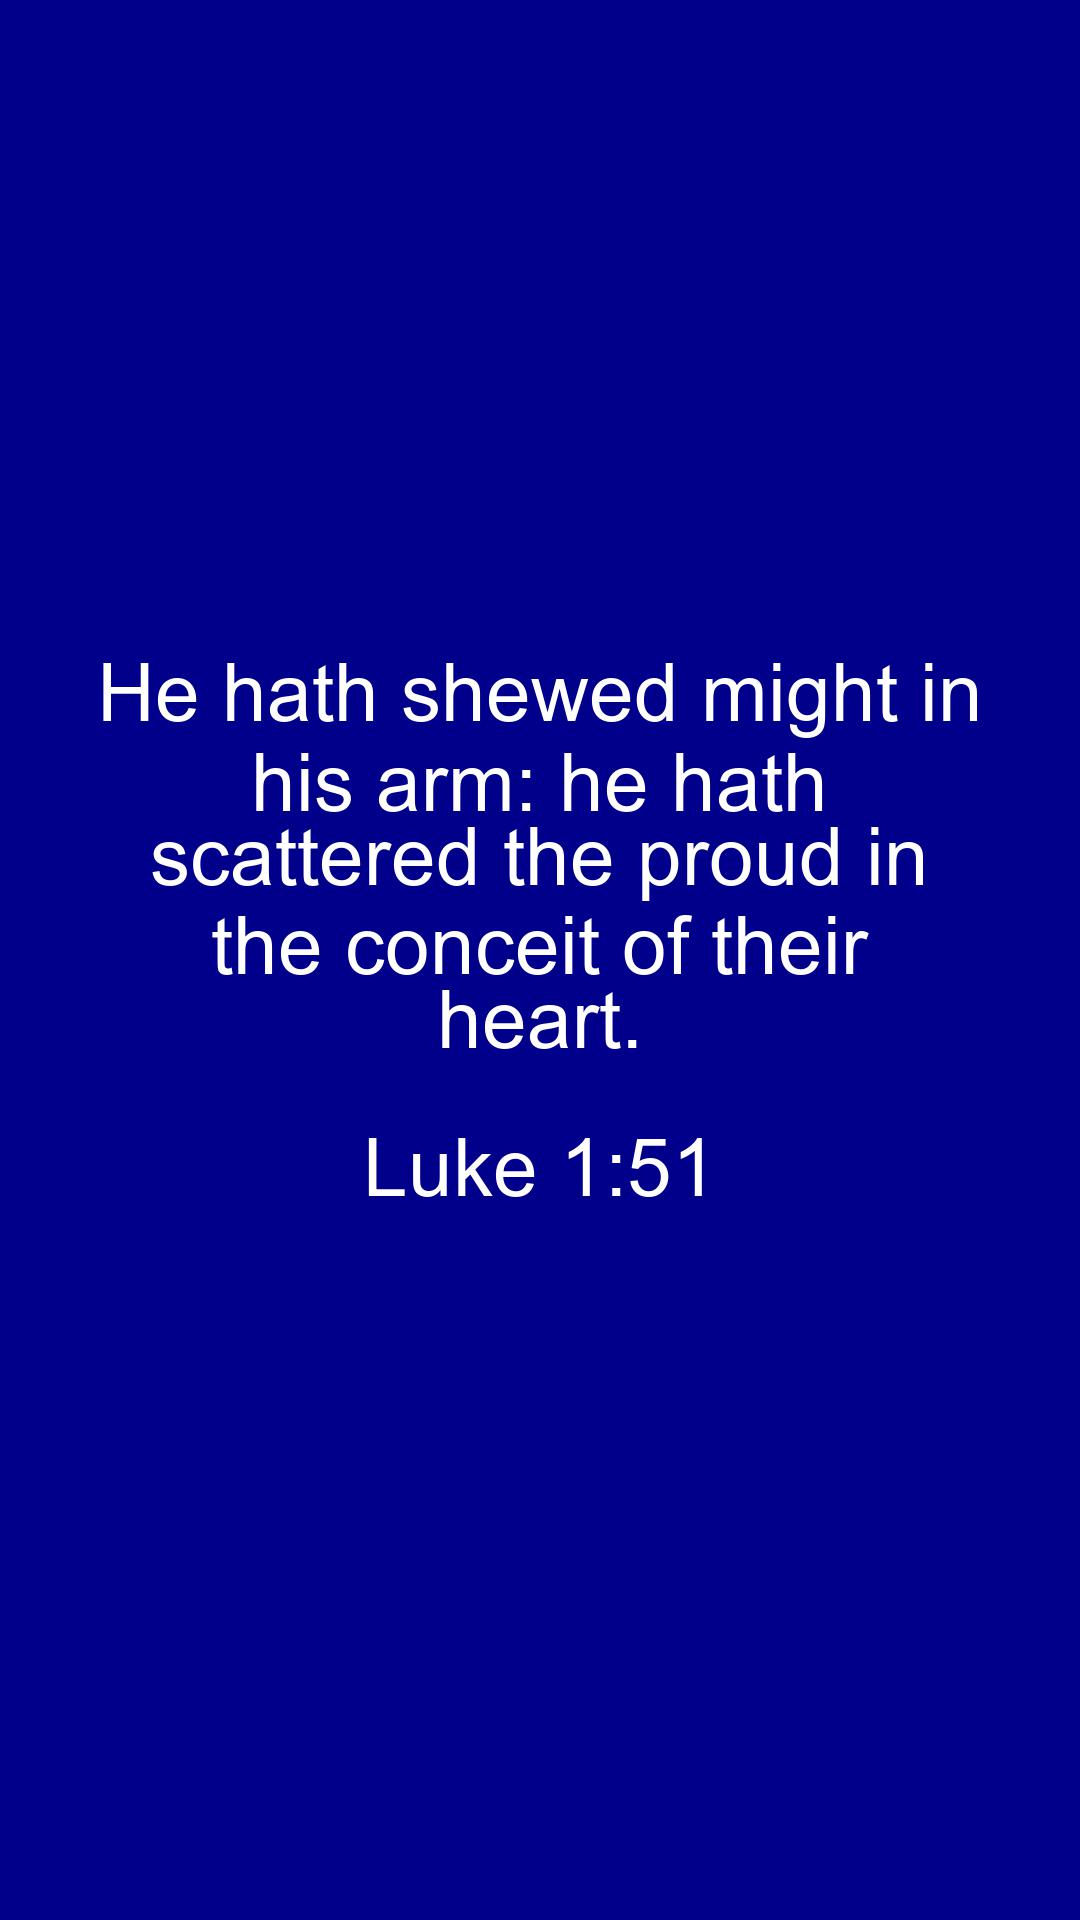 He hath shewed might in
his arm: he hath
scattered the proud in
the conceit of their
heart.
Luke 1:51